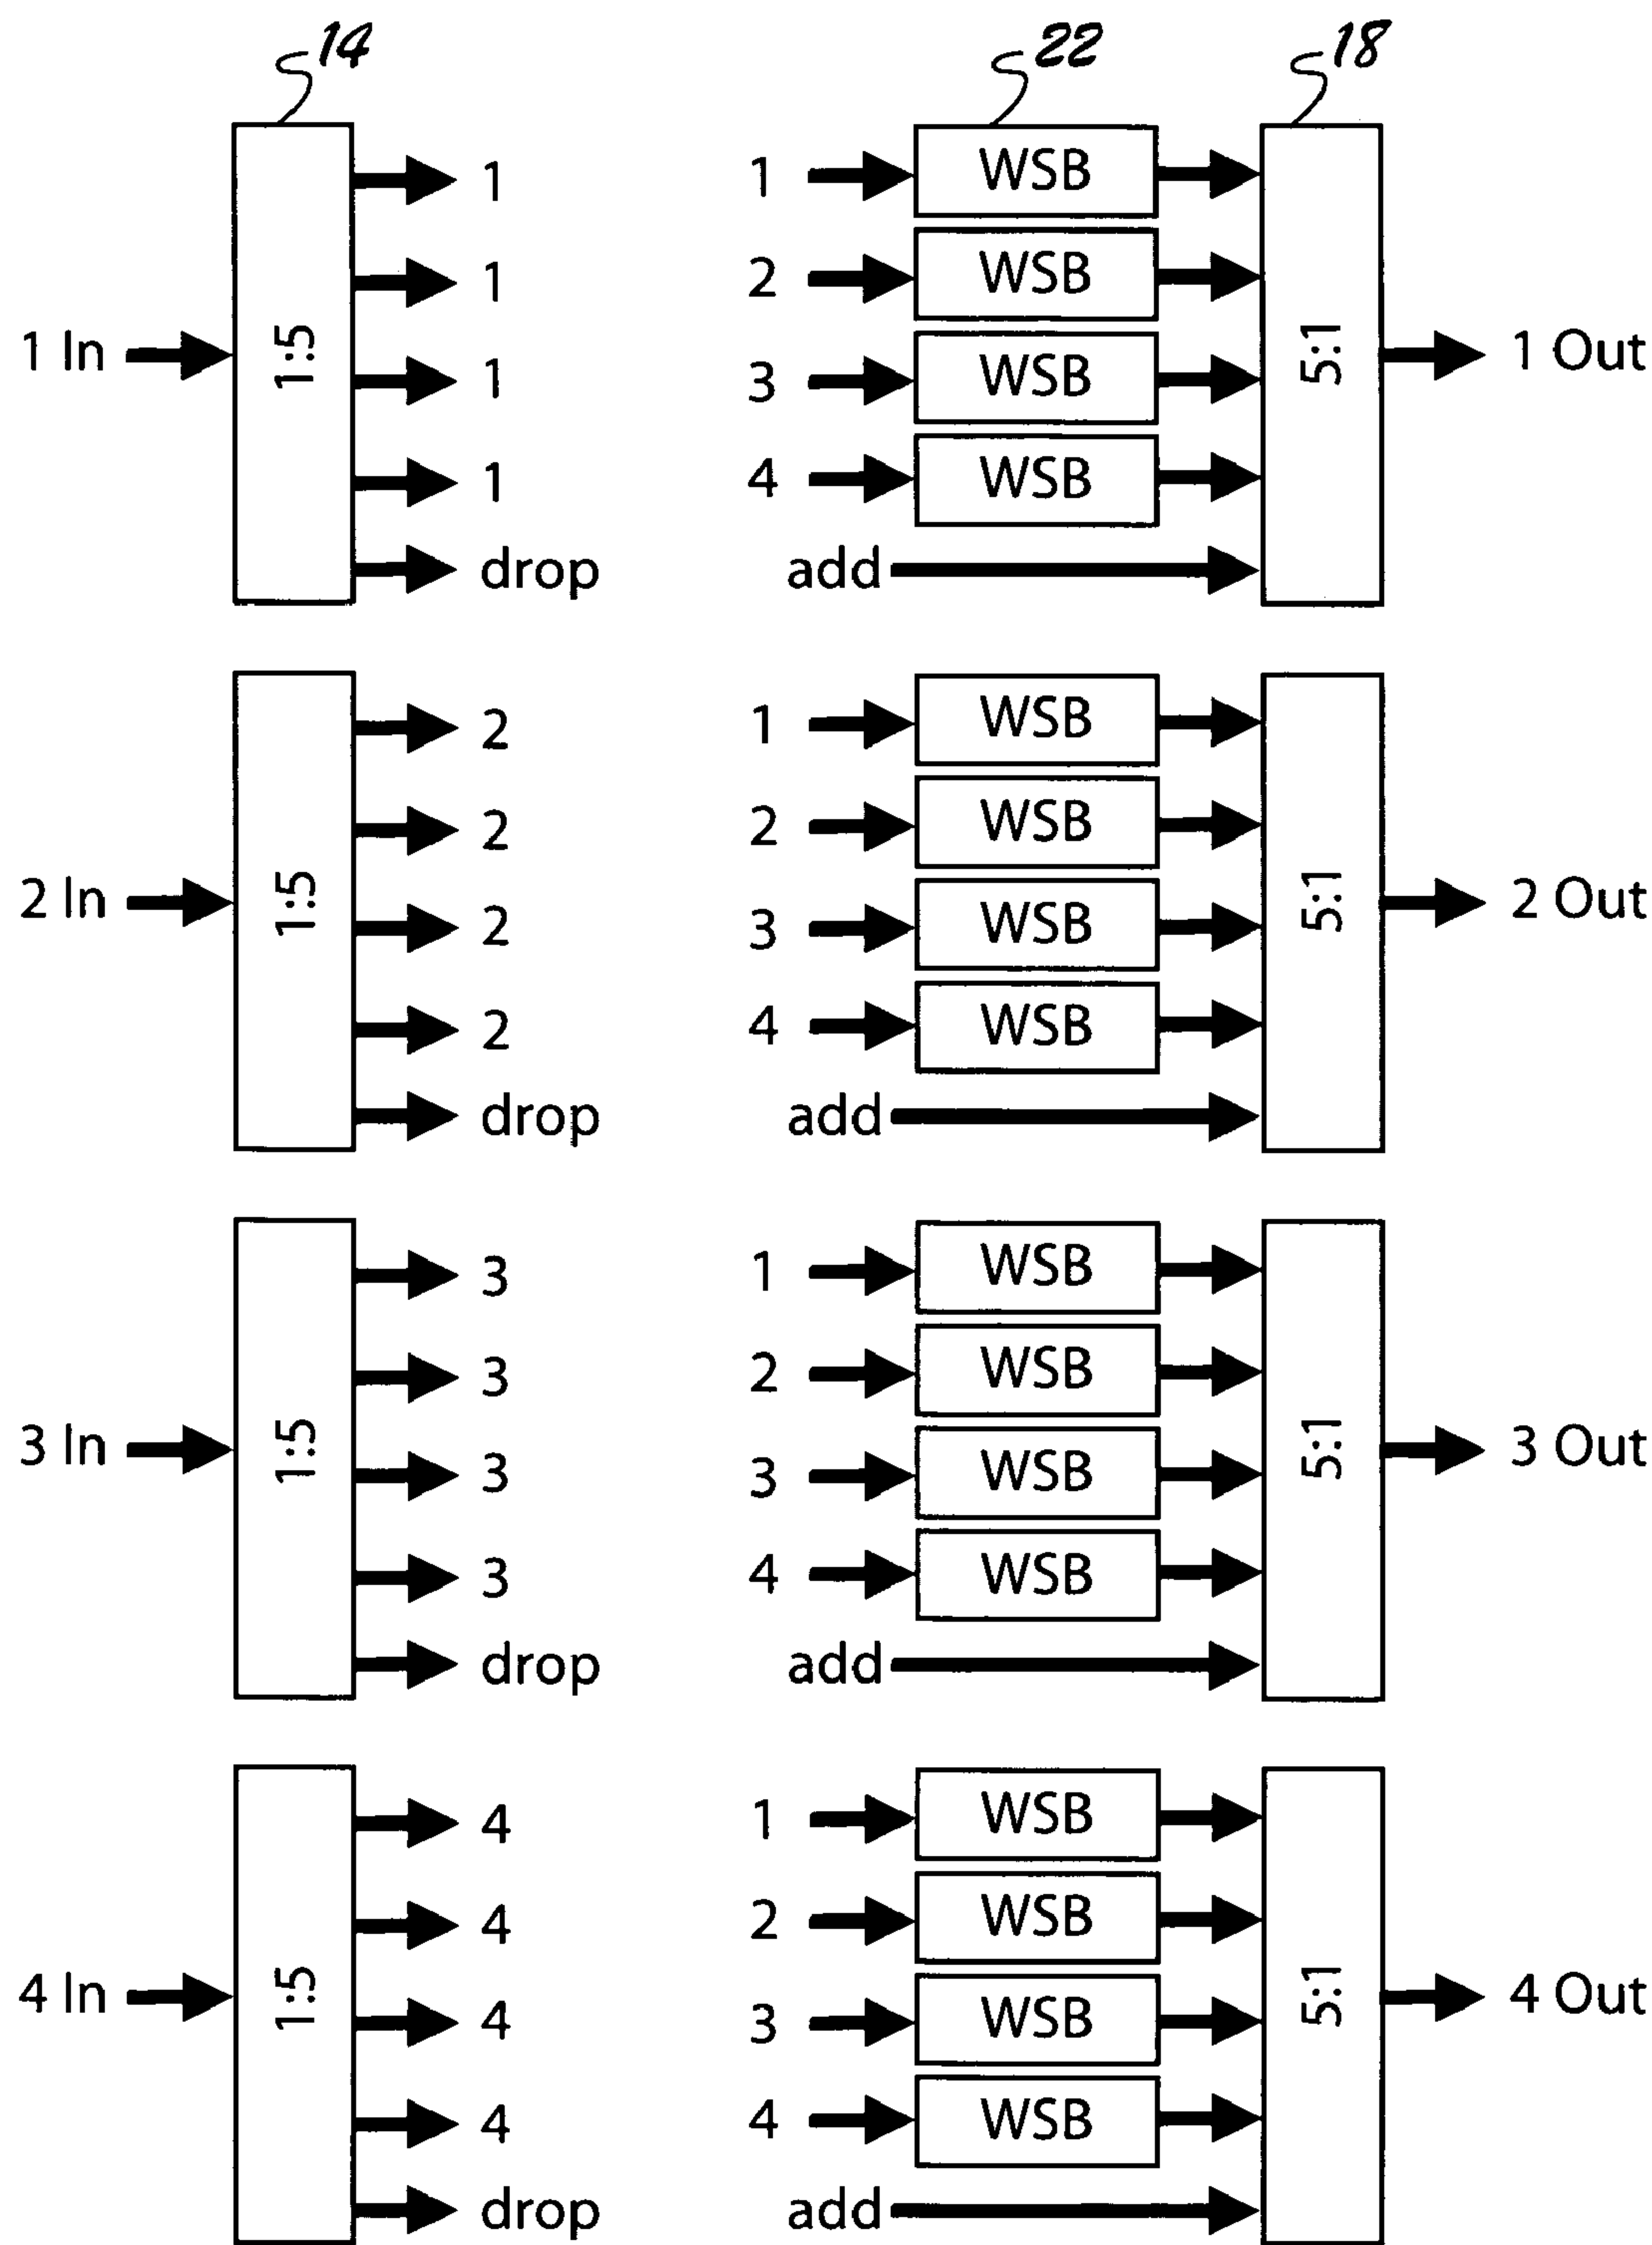 14 22 18
1 1 WSB
1 2 WSB
1 In 1:5 5:1 1 Out
1 3 WSB
1 4 WSB
drop add
2 1 WSB
2 2 WSB
2 In 1:5 5:1 2 Out
2 3 WSB
2 4 WSB
drop add
3 1 WSB
3 2 WSB
3 In 1:5 5:1 3 Out
3 3 WSB
3 4 WSB
drop add
4 1 WSB
4 2 WSB
4 In 1:5 5:1 4 Out
4 3 WSB
4 4 WSB
drop add